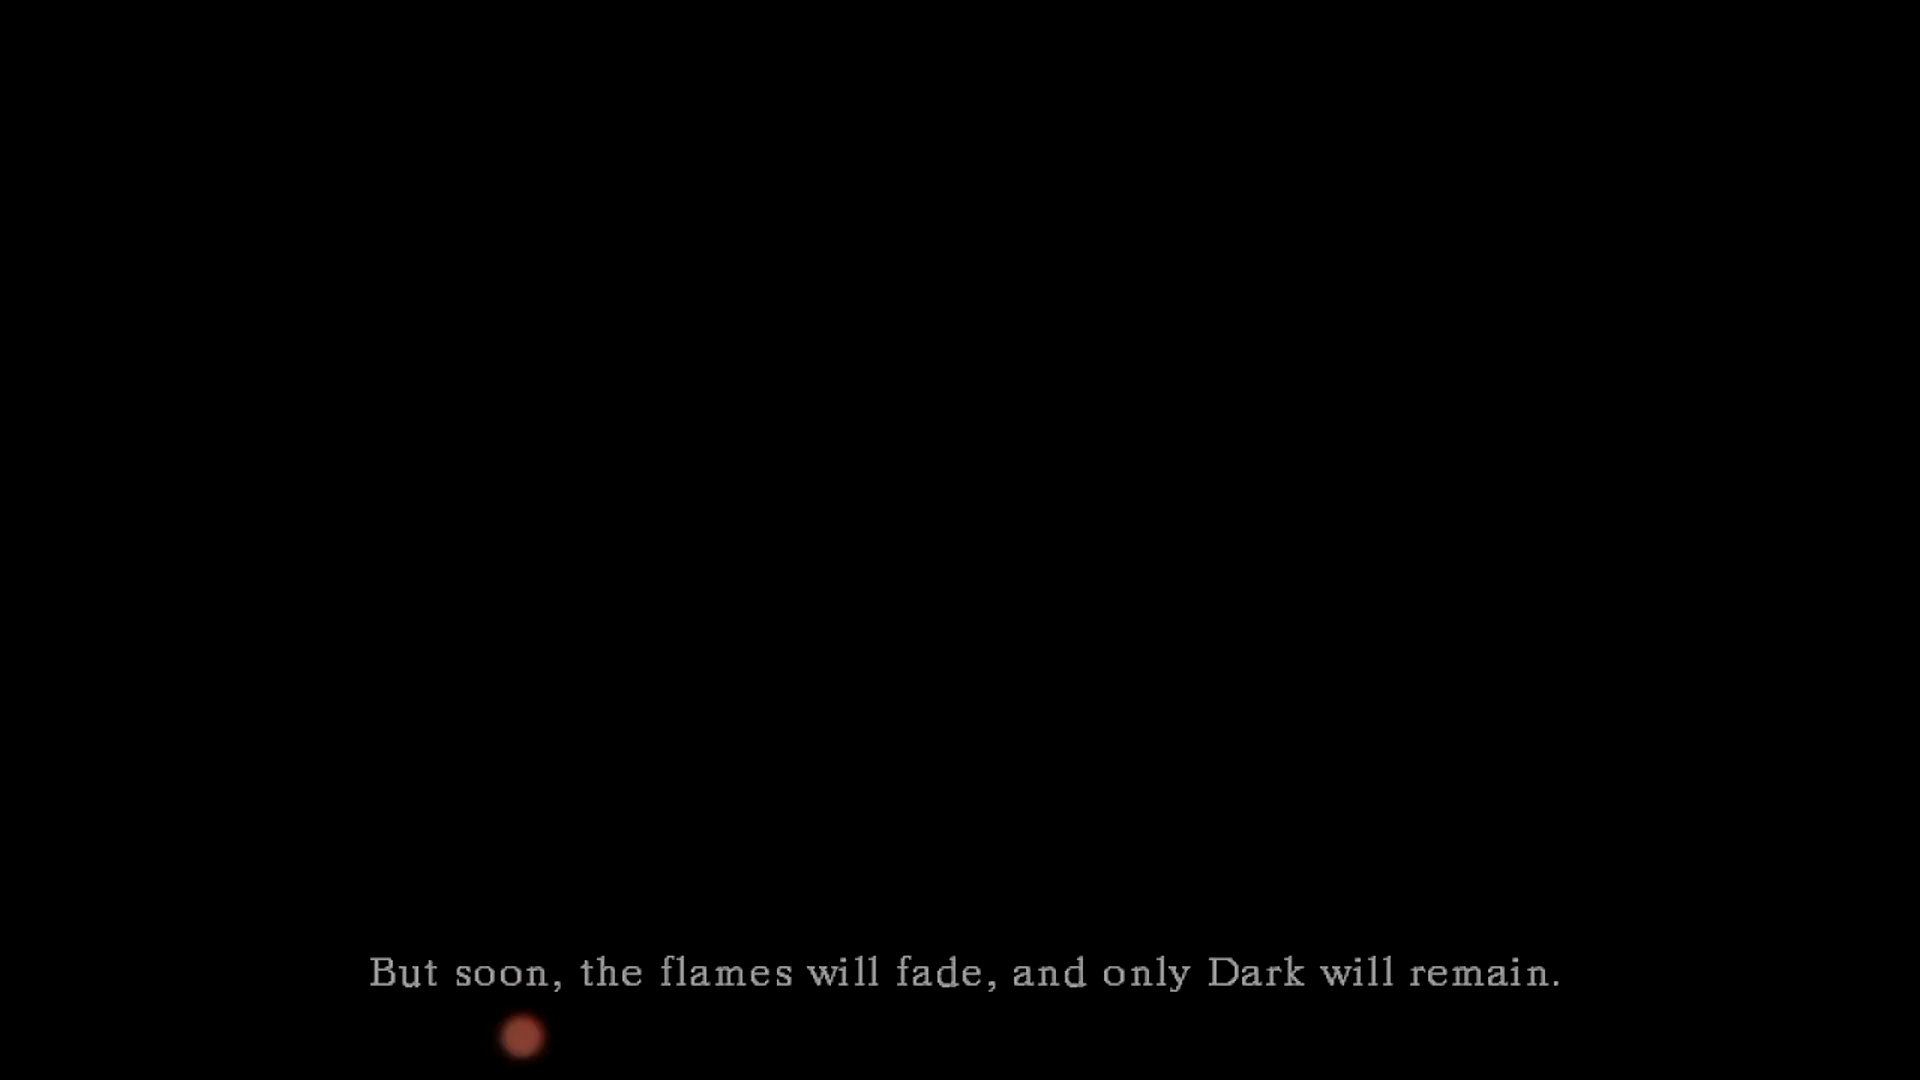 But soon, the flames will fade, and only Dark will remain.